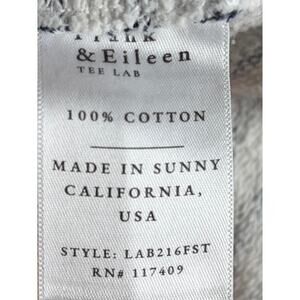 & Eileen
TEE LAB
100% COTTON
MADE IN SUNNY
CALIFORNIA,
USA
STYLE: LAB216FST
RN# 117409